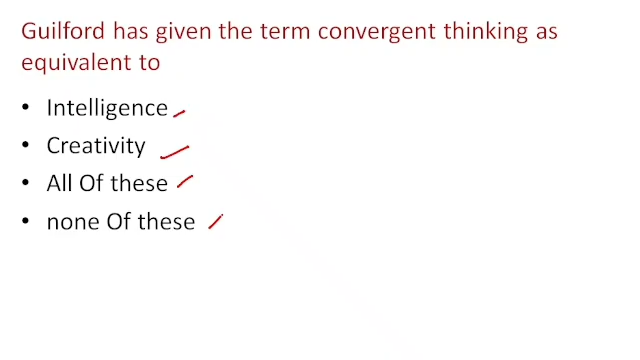 Guilford has given the term convergent thinking as
equivalent to
• Intelligence
• Creativity
• All Of these
• none Of these